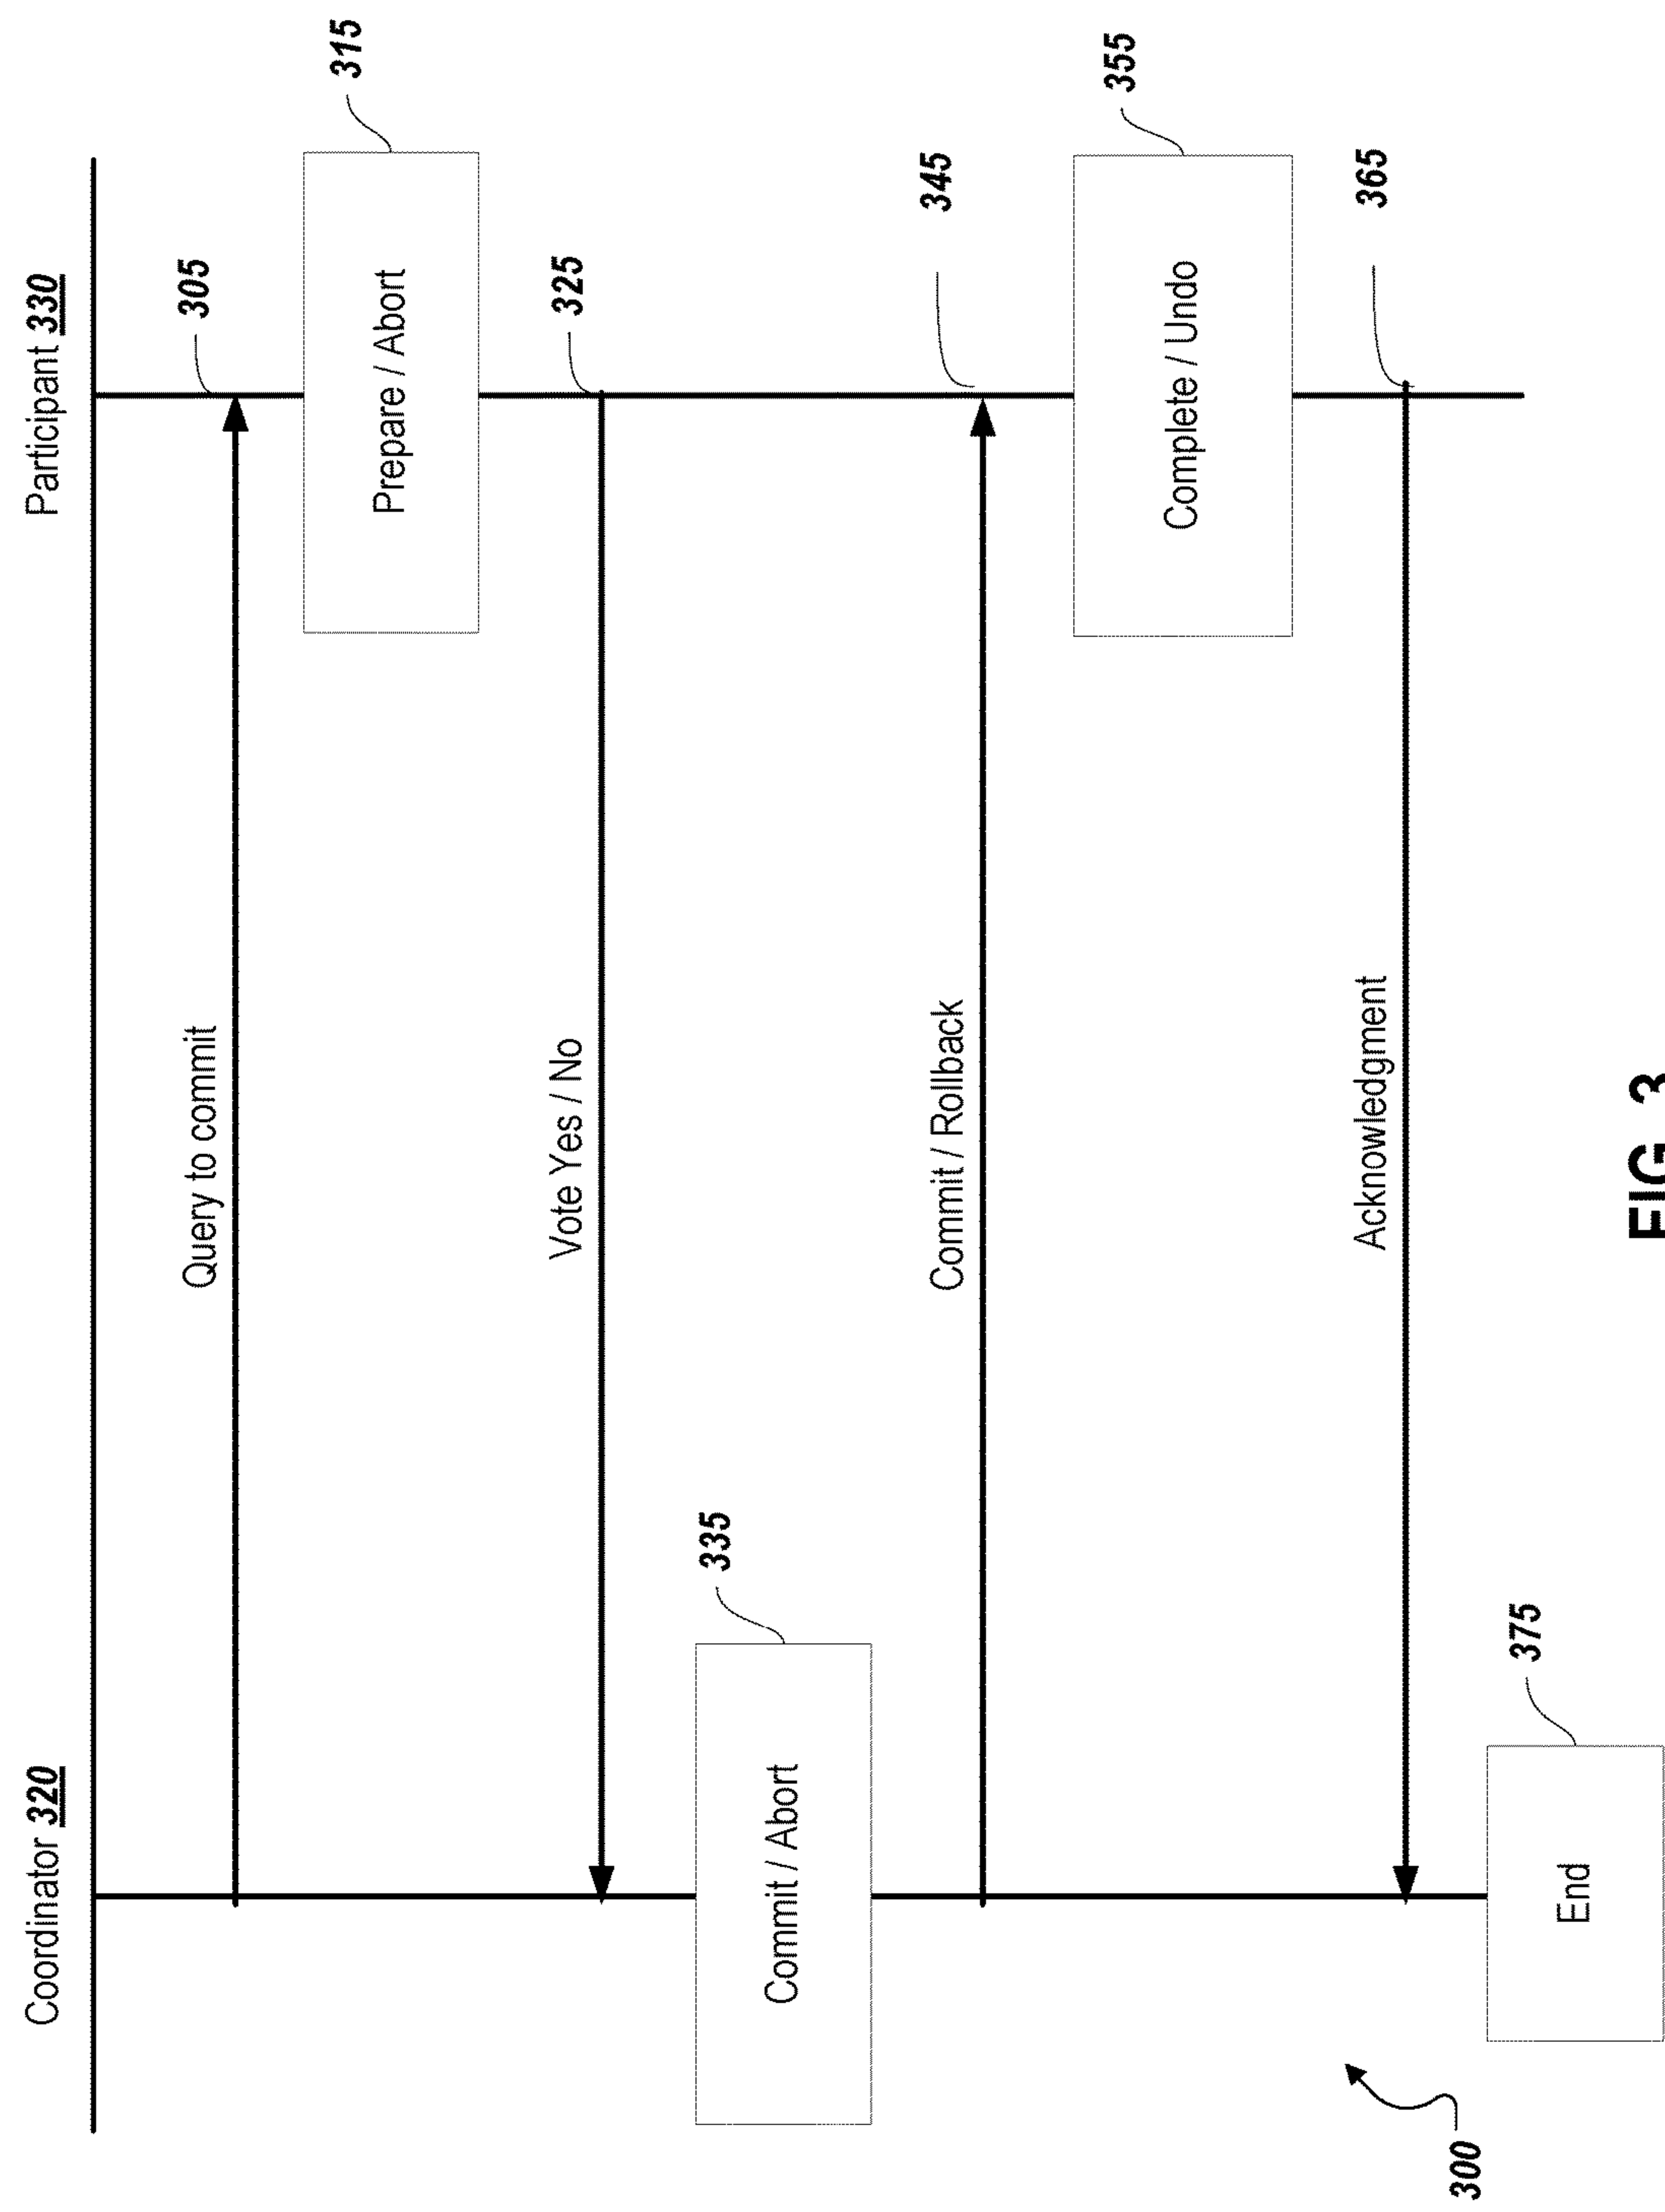 Coordinator 320
Participant 330
Query to commit
305
Prepare / Abort
315
Vote Yes / No
325
Commit / Abort
335
Commit / Rollback
345
Complete / Undo
355
Acknowledgment
365
End
375
300
FIG. 3